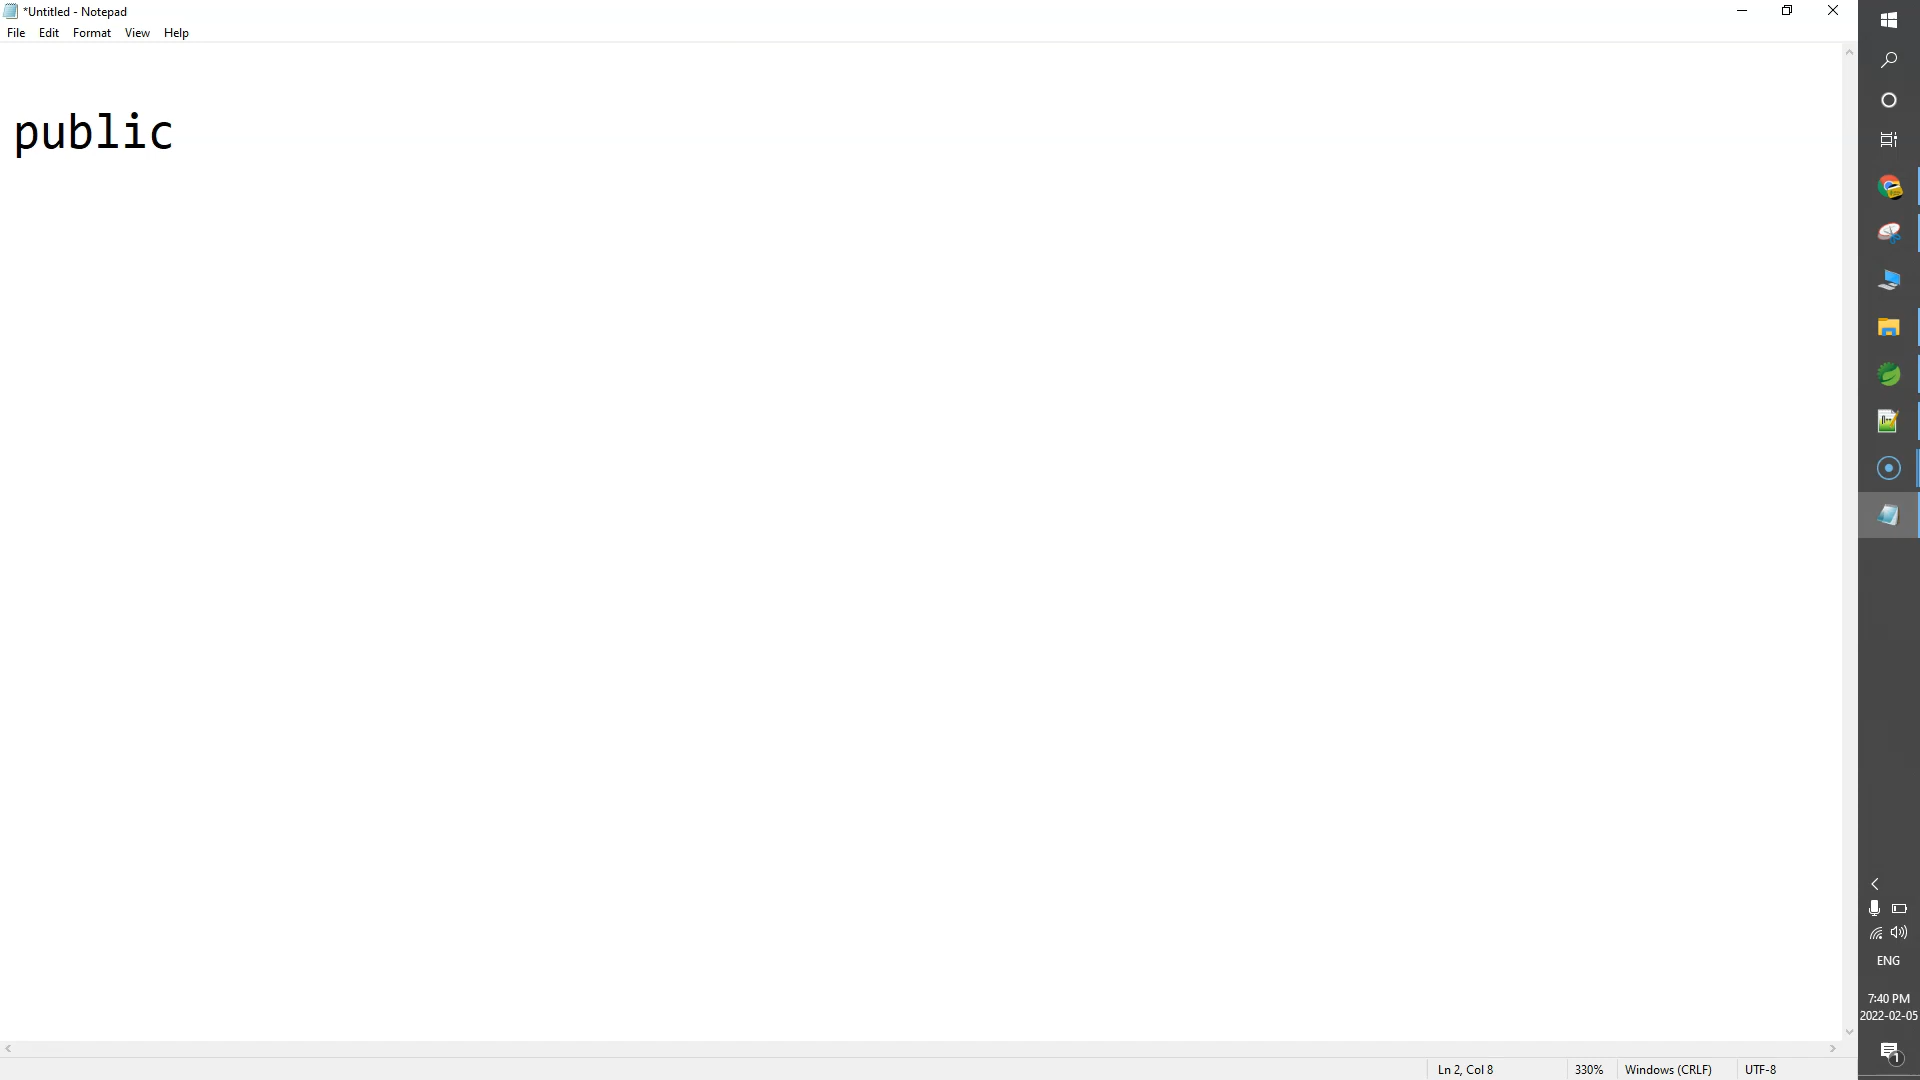 *Untitled - Notepad
File Edit Format View Help
public
ENG
7:40 PM
2022-02-05
1
Ln 2, Col 8 330% Windows (CRLF) UTF-8